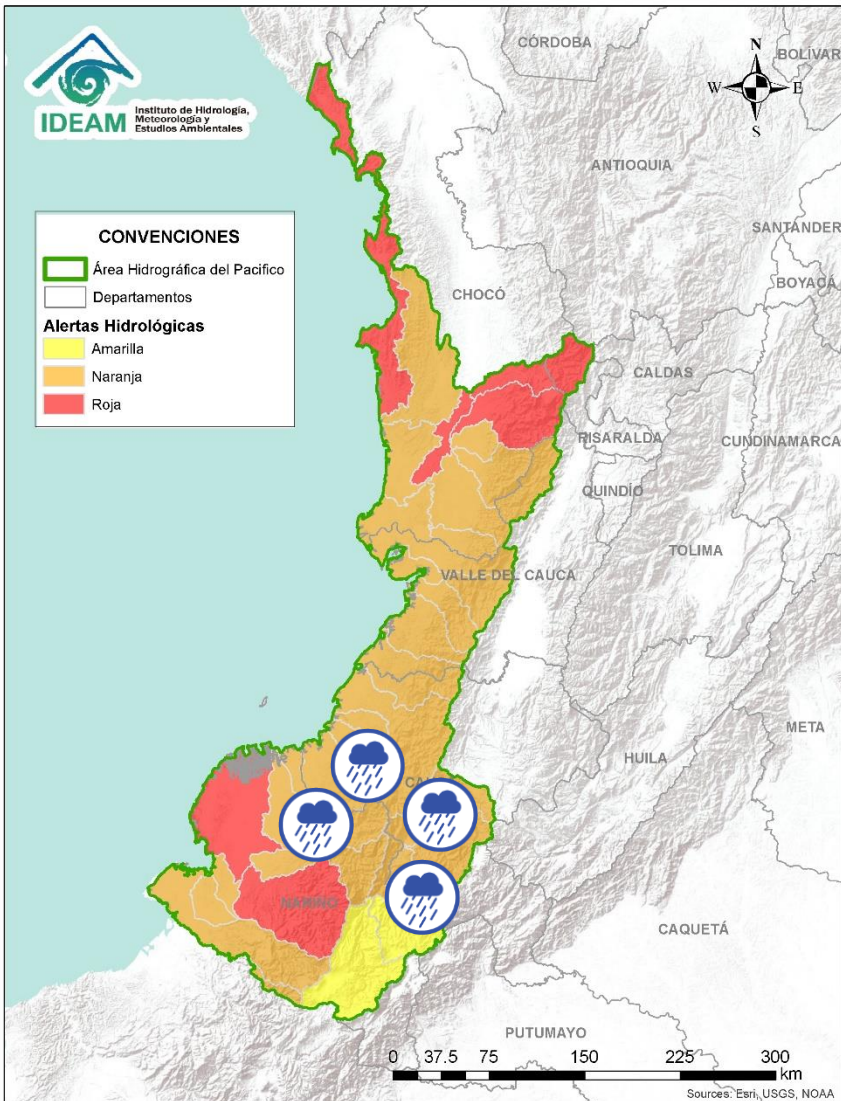 CÓRDOBA
BOLÍVAR
N
W E
S
IDEAM
Instituto de Hidrología,
Meteorología y
Estudios Ambientales
ANTIOQUIA
SANTANDER
CONVENCIONES
Área Hidrográfica del Pacifico
Departamentos
Alertas Hidrológicas
Amarilla
Naranja
Roja
BOYACÁ
CHOCÓ
CALDAS
RISARALDA
CUNDINAMARCA
QUINDÍO
TOLIMA
VALLE DEL CAUCA
META
HUILA
NARIÑO
CAQUETÁ
PUTUMAYO
0 37.5 75 150 225 300
km
Sources: Esri, USGS, NOAA